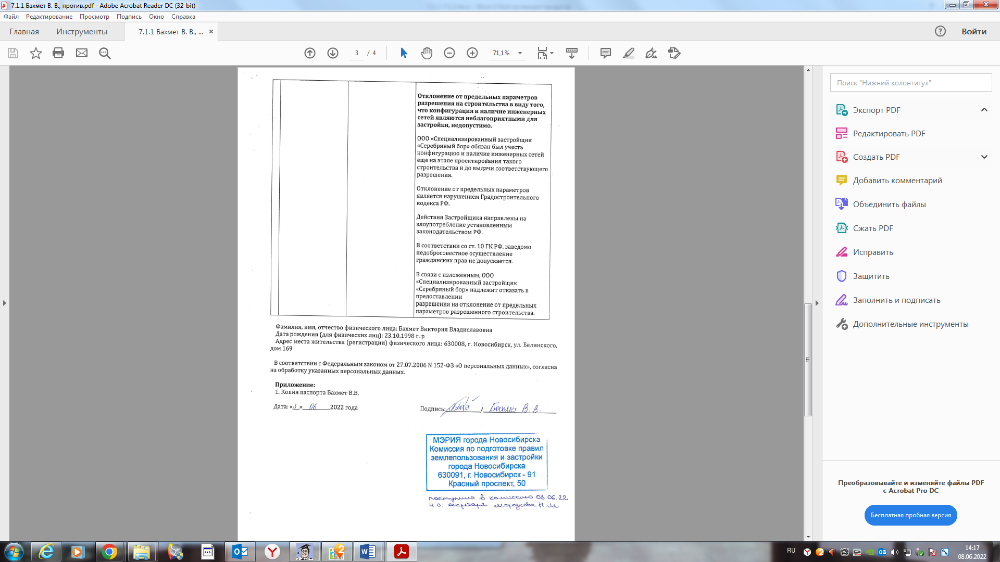 7.1.1 Бахмет В. В., против.pdf - Adobe Acrobat Reader DC (32-bit)
Файл Редактирование Просмотр Подпись Окно Справка
Главная Инструменты 7.1.1 Бахмет В. В., ... Войти
3 / 4 71,1%
Отклонение от предельных параметров
разрешения на строительства в виду того,
что конфигурация и наличие инженерных
сетей являются неблагоприятными для
застройки, недопустимо.
ООО «Специализированный застройщик
«Серебряный бор» обязан был учесть
конфигурацию и наличие инженерных сетей
еще на этапе проектирования такого
строительства и до выдачи соответствующего
разрешения.
Отклонение от предельных параметров
является нарушением Градостроительного
кодекса РФ.
Действия Застройщика направлены на
злоупотребление установленным
законодательством РФ.
В соответствии со ст. 10 ГК РФ, заведомо
недобросовестное осуществление
гражданских прав не допускается.
В связи с изложенным, ООО
«Специализированный застройщик
«Серебряный бор» надлежит отказать в
предоставлении
разрешения на отклонение от предельных
параметров разрешенного строительства.
Фамилия, имя, отчество физического лица: Бахмет Виктория Владиславовна
Дата рождения (для физических лиц): 23.10.1998 г. р
Адрес места жительства (регистрации) физического лица: 630008, г. Новосибирск, ул. Белинского,
дом 169
В соответствии с Федеральным законом от 27.07.2006 N 152-ФЗ «О персональных данных», согласна
на обработку указанных персональных данных.
Приложение:
1. Копия паспорта Бахмет В.В.
Дата: «3» 06 2022 года Подпись: / Бахмет В. В.
МЭРИЯ города Новосибирска
Комиссия по подготовке правил
землепользования и застройки
города Новосибирска
630091, г. Новосибирск - 91
Красный проспект, 50
поступило в комиссию 03.06.22
и.о. секретаря Морозкова Н.М
Поиск "Нижний колонтитул"
Экспорт PDF
Редактировать PDF
Создать PDF
Добавить комментарий
Объединить файлы
Сжать PDF
Исправить
Защитить
Заполнить и подписать
Дополнительные инструменты
Преобразовывайте и изменяйте файлы PDF
с Acrobat Pro DC
Бесплатная пробная версия
RU
14:17
08.06.2022